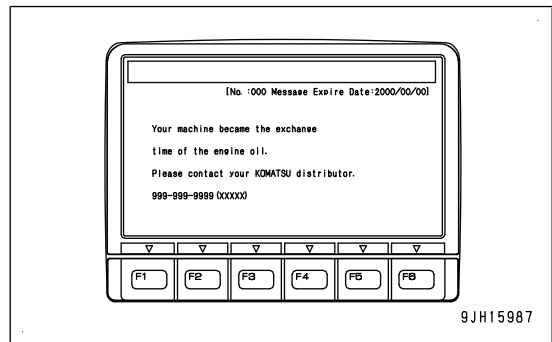 [No. :000 Message Expire Date:2000/00/00]
Your machine became the exchange
time of the engine oil.
Please contact your KOMATSU distributor.
999-999-9999 (XXXXX)
F1 F2 F3 F4 F5 F6
9JH15987